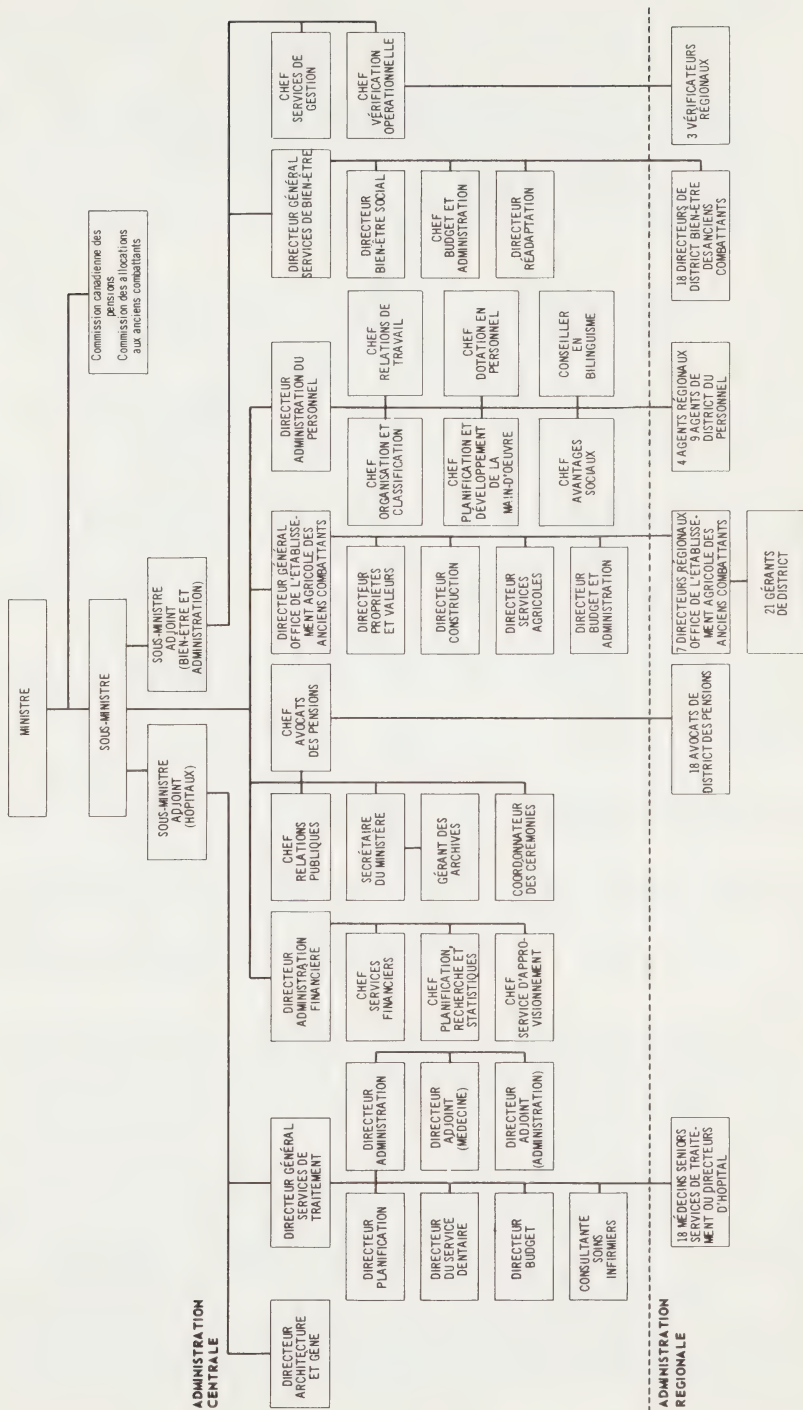 MINISTRE
Commission canadienne des
pensions
Commission des allocations
aux anciens combattants
SOUS-MINISTRE
SOUS-MINISTRE
ADJOINT
(HÔPITAUX)
SOUS-MINISTRE
ADJOINT
(BIEN-ÊTRE ET
ADMINISTRATION)
ADMINISTRATION
CENTRALE
DIRECTEUR
ARCHITECTURE
ET GÉNE
DIRECTEUR GÉNÉRAL
SERVICES DE
TRAITEMENT
DIRECTEUR
PLANIFICATION
DIRECTEUR
ADMINISTRATION
DIRECTEUR
DU SERVICE
DENTAIRE
DIRECTEUR
ADJOINT
(MÉDECINE)
DIRECTEUR
BUDGET
DIRECTEUR
ADJOINT
(ADMINISTRATION)
CONSULTANTE
SOINS
INFIRMIERS
DIRECTEUR
ADMINISTRATION
FINANCIÈRE
CHEF
SERVICES
FINANCIERS
CHEF
PLANIFICATION,
RECHERCHE ET
STATISTIQUES
CHEF
SERVICE D'APPRO-
VISIONNEMENT
CHEF
RELATIONS
PUBLIQUES
SECRÉTAIRE
DU MINISTÈRE
GÉRANT DES
ARCHIVES
COORDONNATEUR
DES CÉRÉMONIES
CHEF
AVOCATS
DES PENSIONS
DIRECTEUR GÉNÉRAL
OFFICE DE L'ÉTABLISSE-
MENT AGRICOLE DES
ANCIENS COMBATTANTS
DIRECTEUR
PROPRIÉTÉS
ET VALEURS
DIRECTEUR
CONSTRUCTION
DIRECTEUR
SERVICES
AGRICOLES
DIRECTEUR
BUDGET ET
ADMINISTRATION
DIRECTEUR
ADMINISTRATION DU
PERSONNEL
CHEF
ORGANISATION ET
CLASSIFICATION
CHEF
RELATIONS DE
TRAVAIL
CHEF
PLANIFICATION ET
DÉVELOPPEMENT
DE LA
MAIN-D'OEUVRE
CHEF
DOTATION EN
PERSONNEL
CHEF
AVANTAGES
SOCIAUX
CONSEILLER
EN
BILINGUISME
DIRECTEUR GÉNÉRAL
SERVICES DE BIEN-ÊTRE
DIRECTEUR
BIEN-ÊTRE SOCIAL
CHEF
BUDGET ET
ADMINISTRATION
DIRECTEUR
RÉADAPTATION
CHEF
SERVICES DE
GESTION
CHEF
VÉRIFICATION
OPÉRATIONNELLE
ADMINISTRATION
REGIONALE
18 MÉDECINS SENIORS
SERVICES DE TRAITE-
MENT OU DIRECTEURS
D'HÔPITAL
18 AVOCATS DE
DISTRICT DES PENSIONS
7 DIRECTEURS RÉGIONAUX
OFFICE DE L'ÉTABLISSE-
MENT AGRICOLE DES
ANCIENS COMBATTANTS
21 GÉRANTS
DE DISTRICT
4 AGENTS RÉGIONAUX
9 AGENTS DE
DISTRICT DU
PERSONNEL
18 DIRECTEURS DE
DISTRICT BIEN-ÊTRE
DES ANCIENS
COMBATTANTS
3 VÉRIFICATEURS
RÉGIONAUX